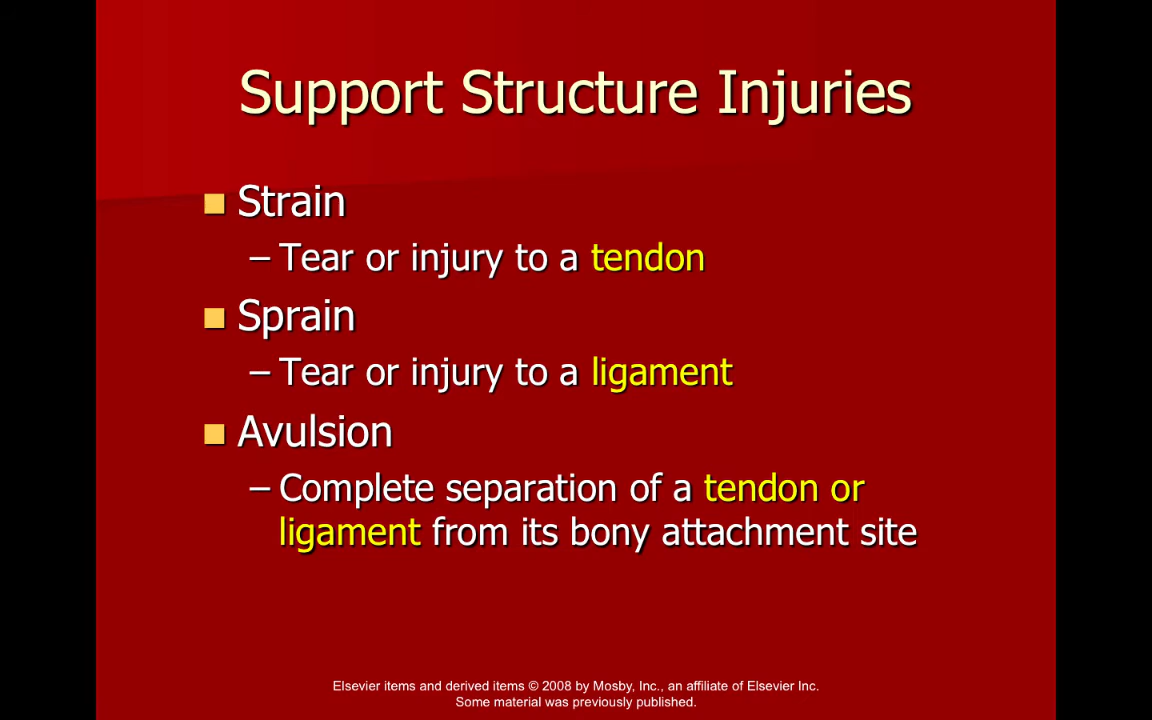 Support Structure Injuries
Strain
– Tear or injury to a tendon
Sprain
– Tear or injury to a ligament
Avulsion
– Complete separation of a tendon or
ligament from its bony attachment site
Elsevier items and derived items © 2008 by Mosby, Inc., an affiliate of Elsevier Inc.
Some material was previously published.